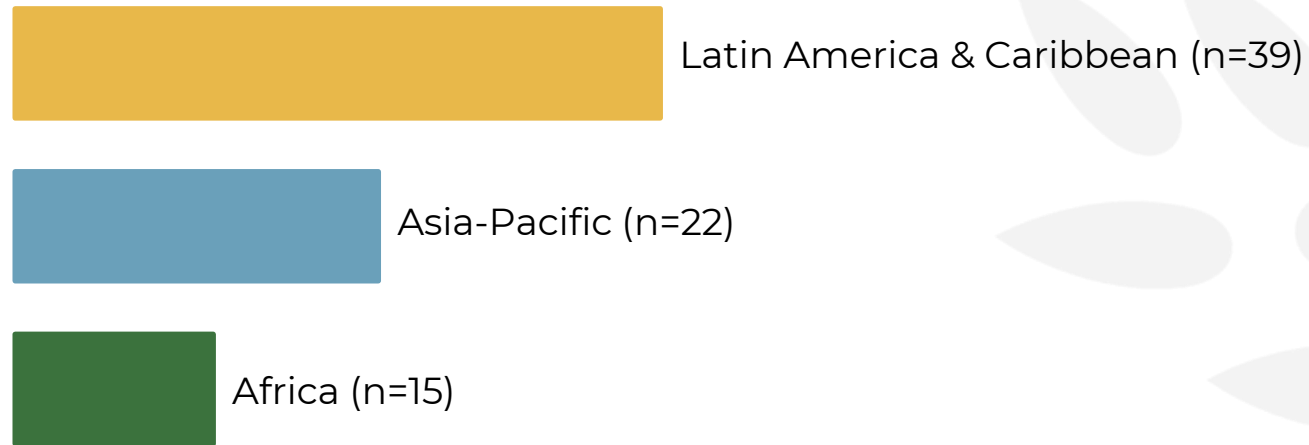 Latin America & Caribbean (n=39)
Asia-Pacific (n=22)
Africa (n=15)